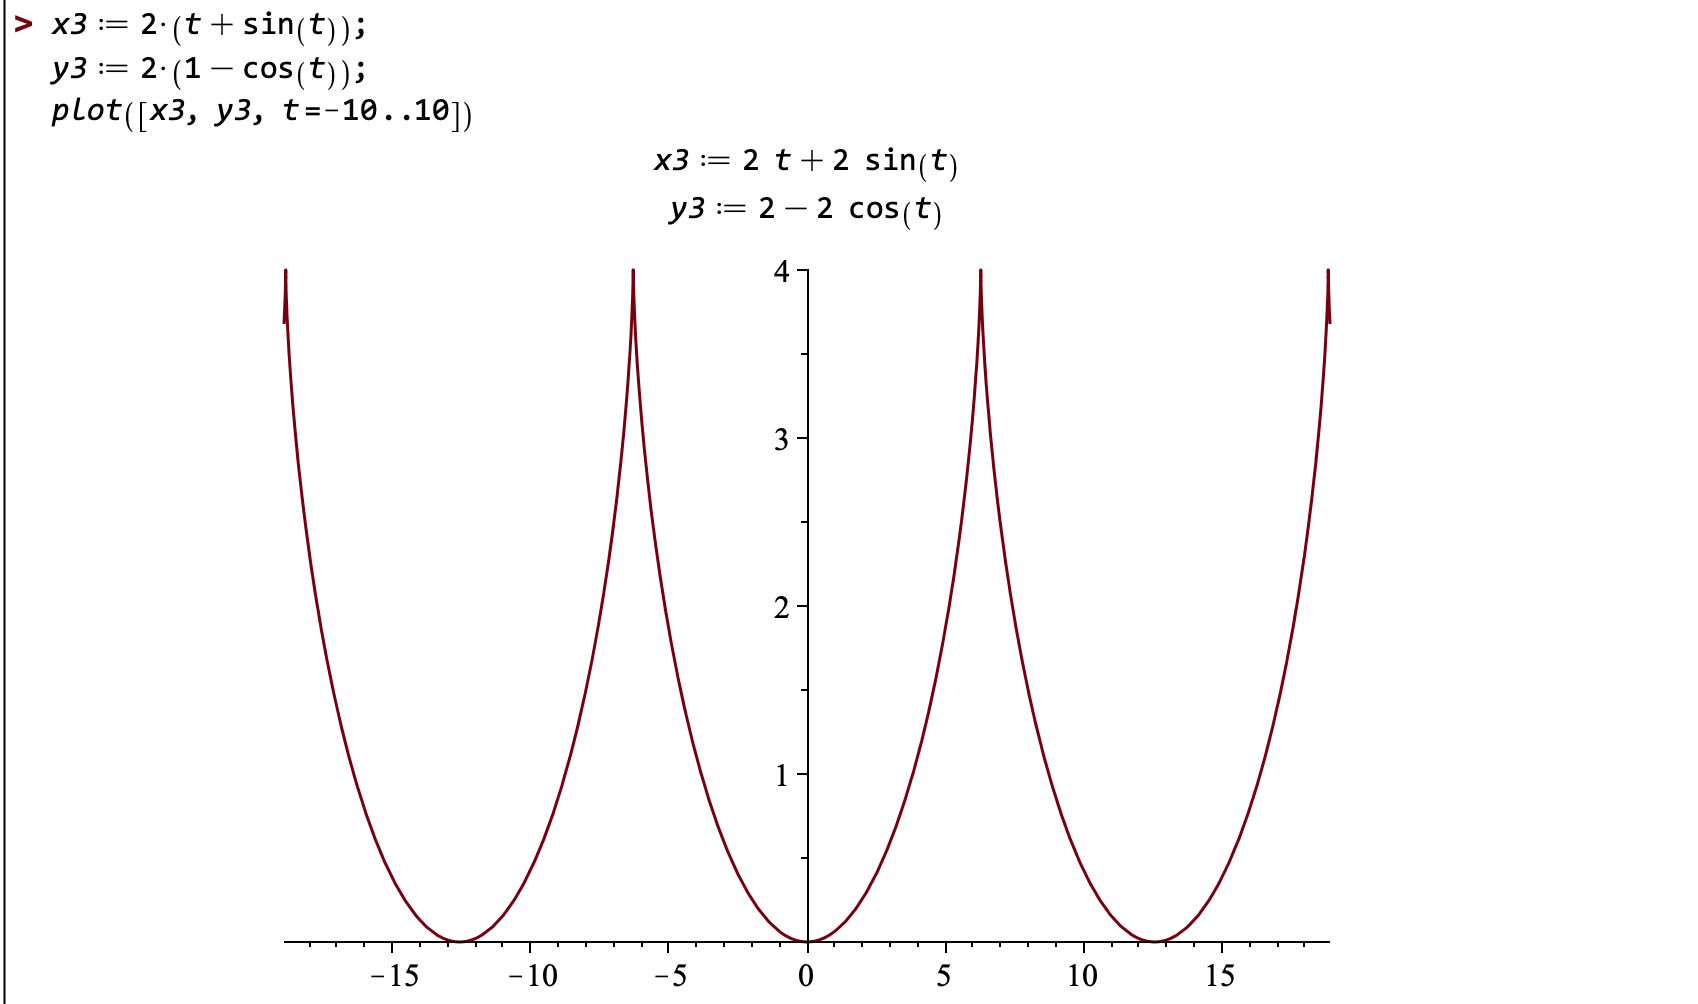 > x3 := 2·(t + sin(t));
y3 := 2·(1 − cos(t));
plot([x3, y3, t=-10..10])
x3 := 2 t + 2 sin(t)
y3 := 2 − 2 cos(t)
4
3
2
1
−15 −10 −5 0 5 10 15